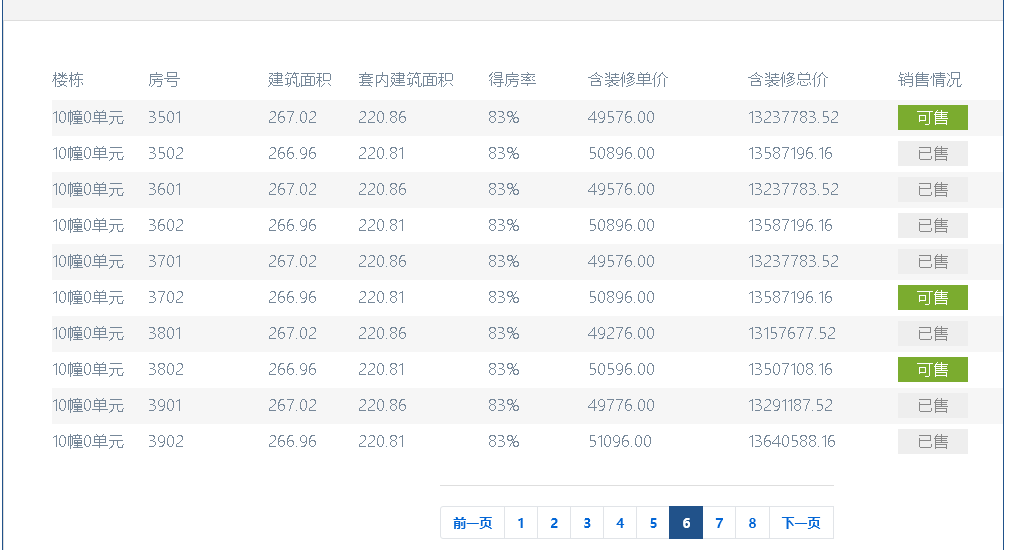 楼栋 房号 建筑面积 套内建筑面积 得房率 含装修单价 含装修总价 销售情况
10幢0单元 3501 267.02 220.86 83% 49576.00 13237783.52 可售
10幢0单元 3502 266.96 220.81 83% 50896.00 13587196.16 已售
10幢0单元 3601 267.02 220.86 83% 49576.00 13237783.52 已售
10幢0单元 3602 266.96 220.81 83% 50896.00 13587196.16 已售
10幢0单元 3701 267.02 220.86 83% 49576.00 13237783.52 已售
10幢0单元 3702 266.96 220.81 83% 50896.00 13587196.16 可售
10幢0单元 3801 267.02 220.86 83% 49276.00 13157677.52 已售
10幢0单元 3802 266.96 220.81 83% 50596.00 13507108.16 可售
10幢0单元 3901 267.02 220.86 83% 49776.00 13291187.52 已售
10幢0单元 3902 266.96 220.81 83% 51096.00 13640588.16 已售
前一页 1 2 3 4 5 6 7 8 下一页